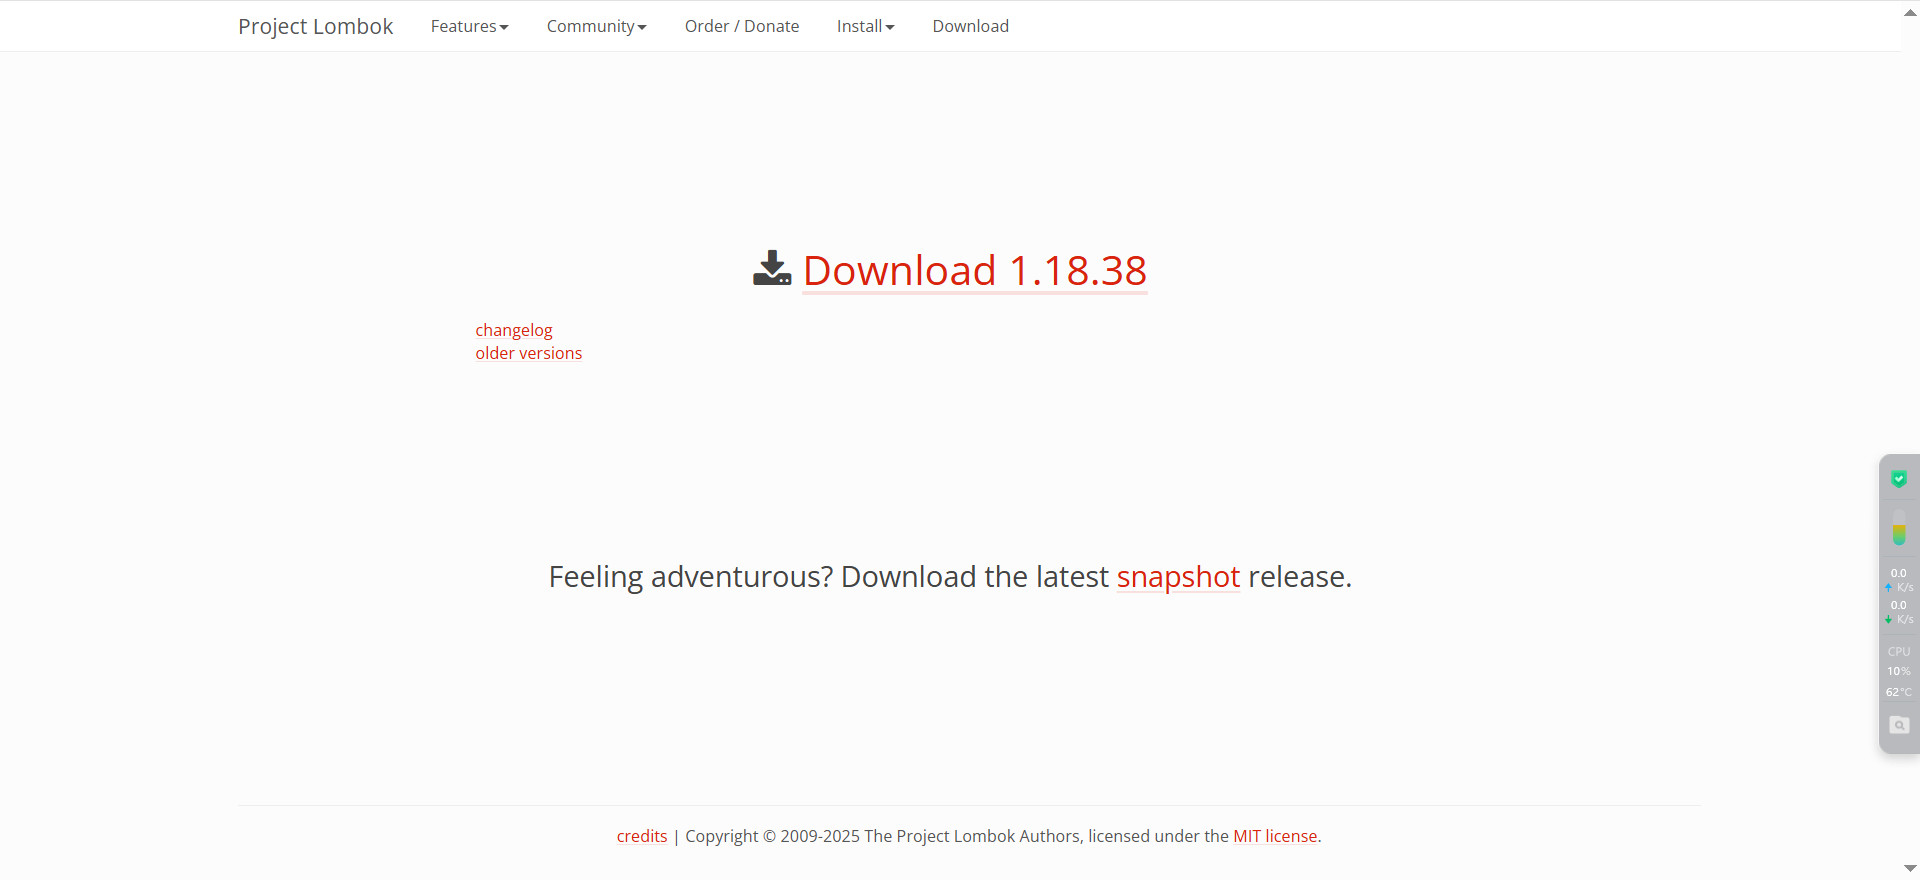 Project Lombok Features Community Order / Donate Install Download
Download 1.18.38
changelog
older versions
Feeling adventurous? Download the latest snapshot release.
0.0
K/s
0.0
K/s
CPU
10%
62°C
credits | Copyright © 2009-2025 The Project Lombok Authors, licensed under the MIT license.